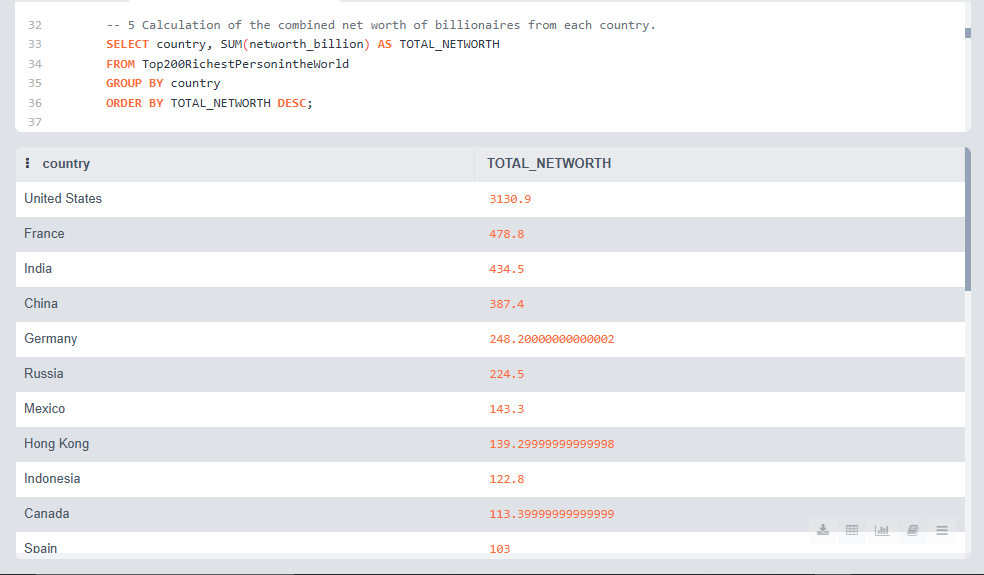 32 -- 5 Calculation of the combined net worth of billionaires from each country.
33 SELECT country, SUM(networth_billion) AS TOTAL_NETWORTH
34 FROM Top200RichestPersonintheWorld
35 GROUP BY country
36 ORDER BY TOTAL_NETWORTH DESC;
37
country TOTAL_NETWORTH
United States 3130.9
France 478.8
India 434.5
China 387.4
Germany 248.20000000000002
Russia 224.5
Mexico 143.3
Hong Kong 139.29999999999998
Indonesia 122.8
Canada 113.39999999999999
Spain 103